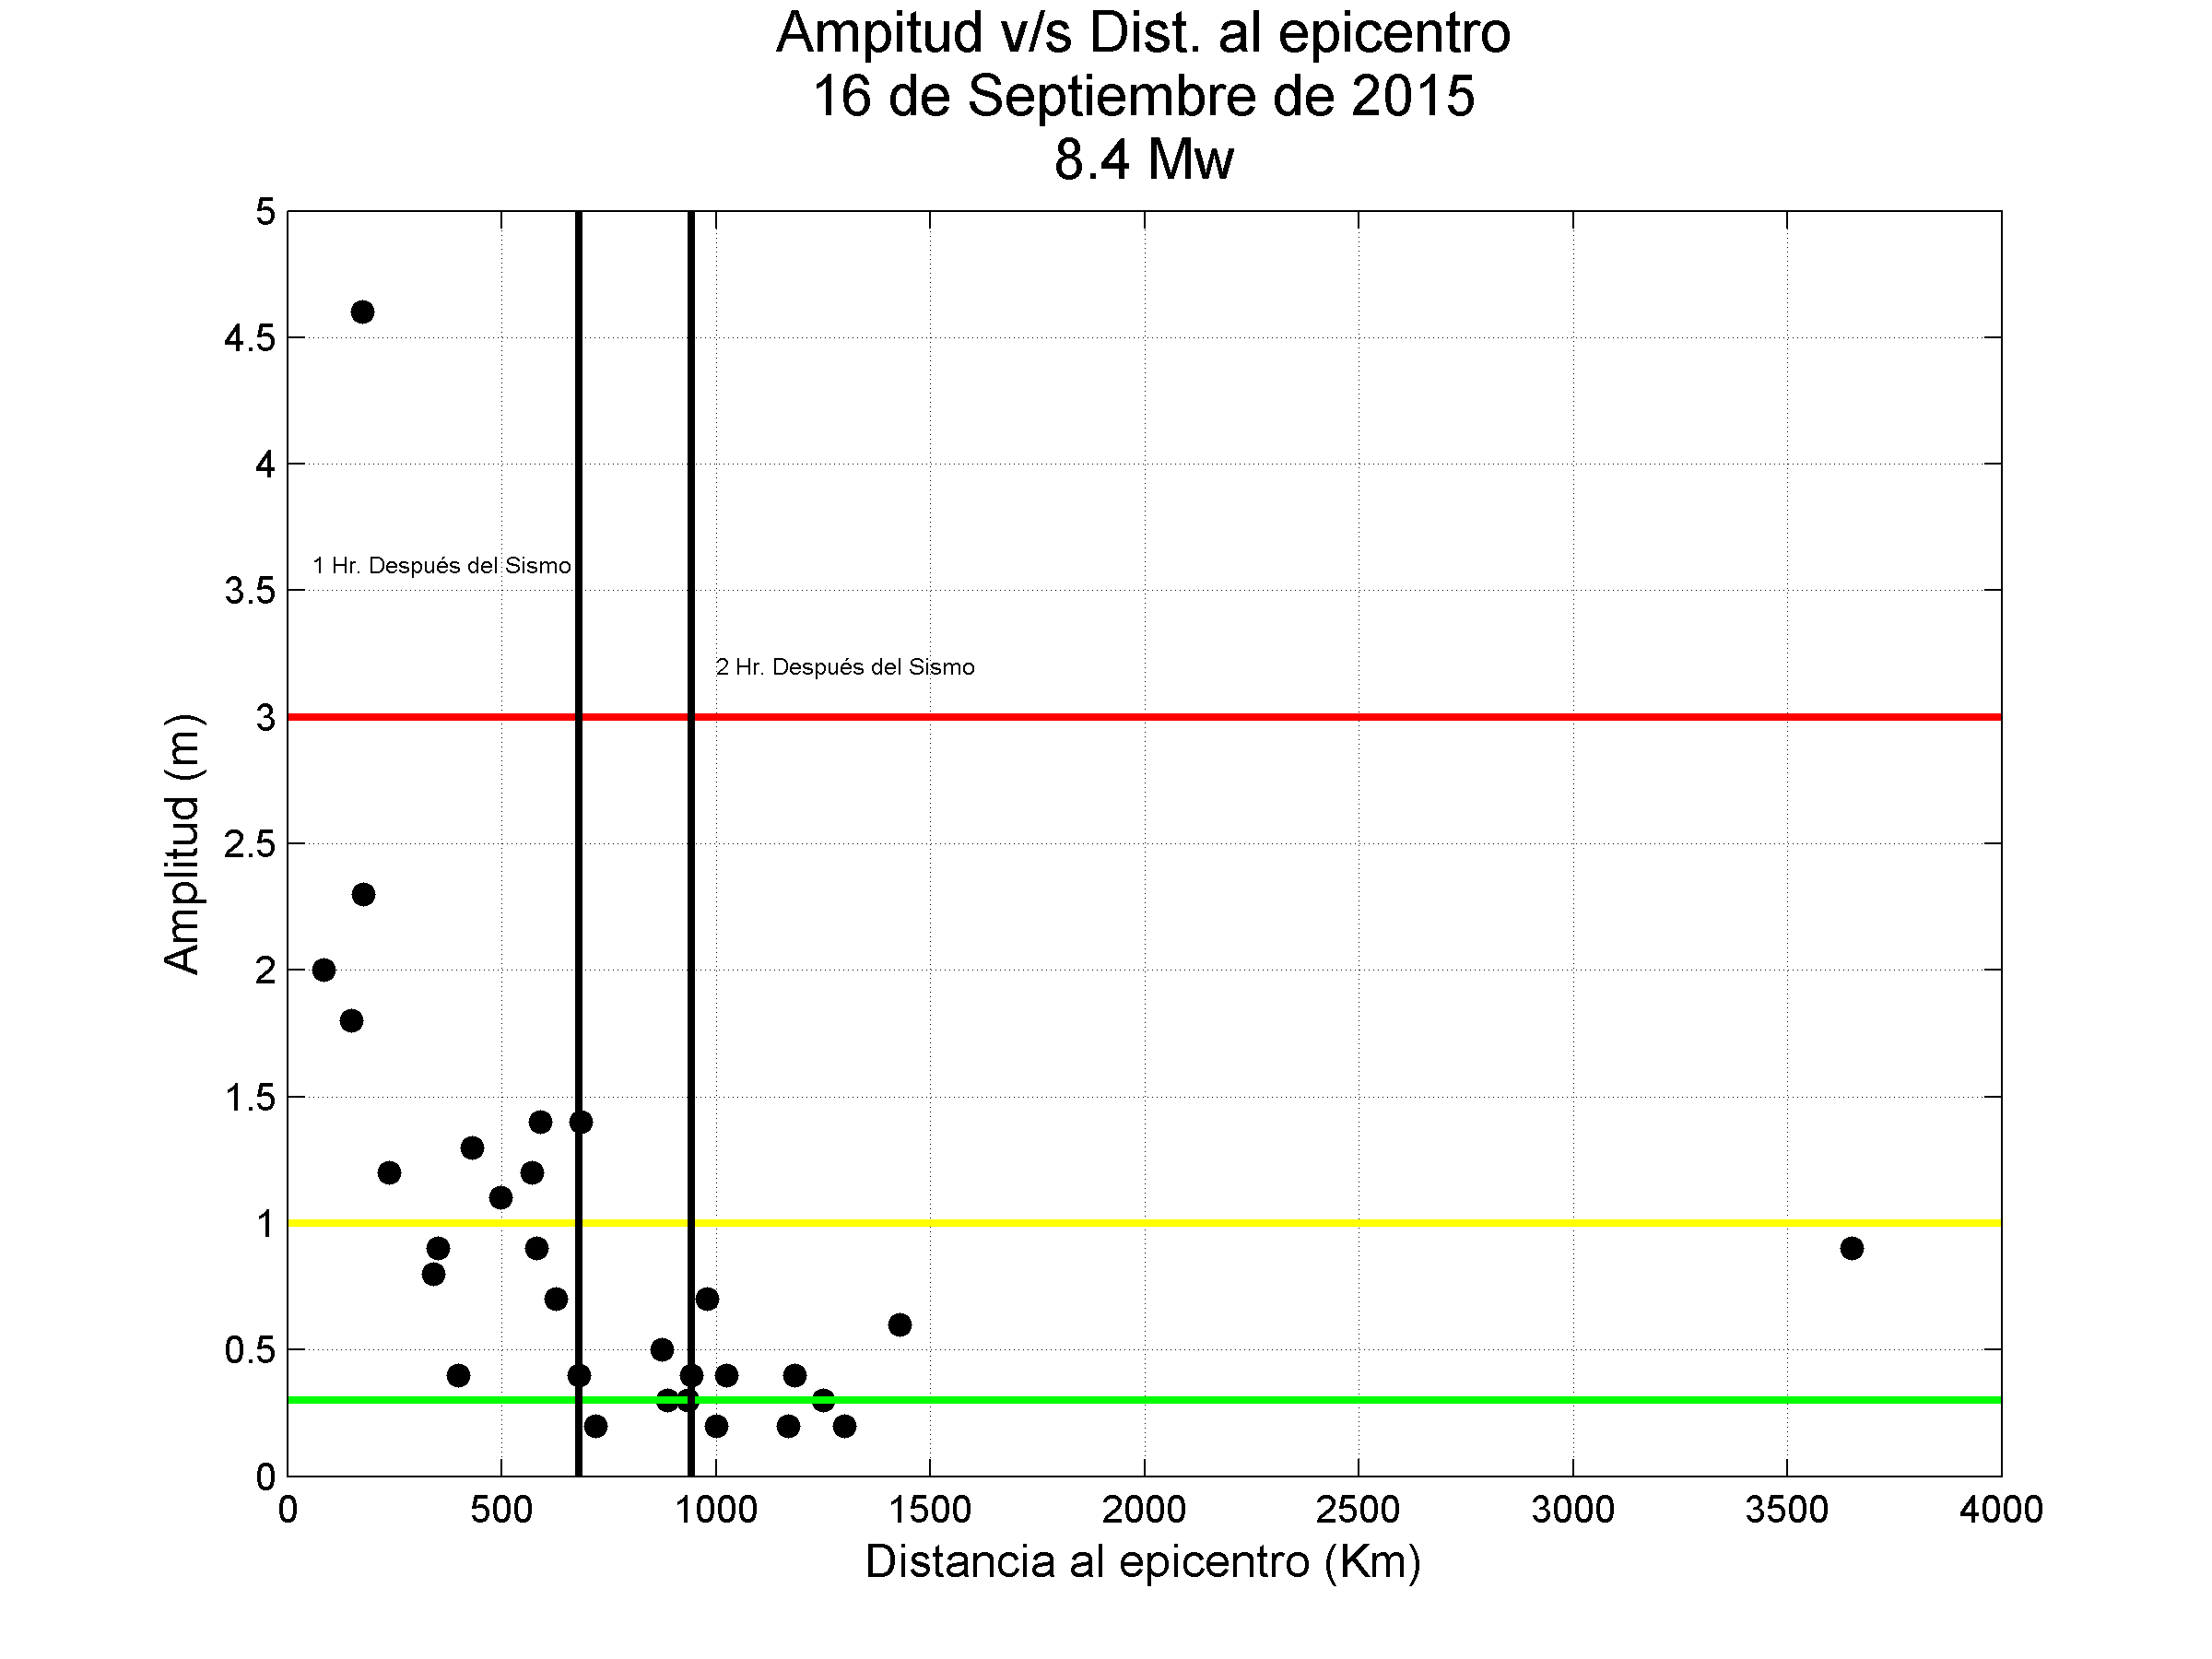 Ampitud v/s Dist. al epicentro
16 de Septiembre de 2015
8.4 Mw
5
4.5
4
3.5
3
2.5
2
1.5
1
0.5
0
1 Hr. Después del Sismo
2 Hr. Después del Sismo
Amplitud (m)
0 500 1000 1500 2000 2500 3000 3500 4000
Distancia al epicentro (Km)